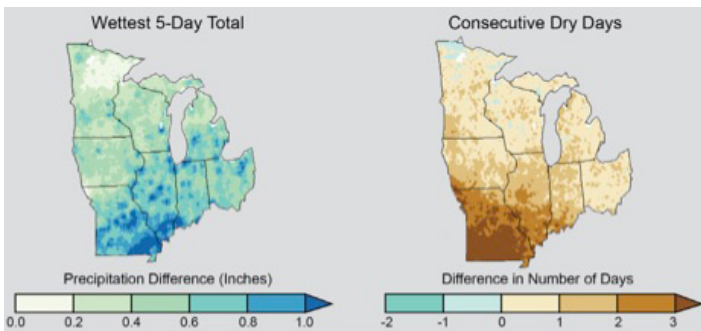 Wettest 5-Day Total
Consecutive Dry Days
Precipitation Difference (Inches)
0.0 0.2 0.4 0.6 0.8 1.0
Difference in Number of Days
-2 -1 0 1 2 3